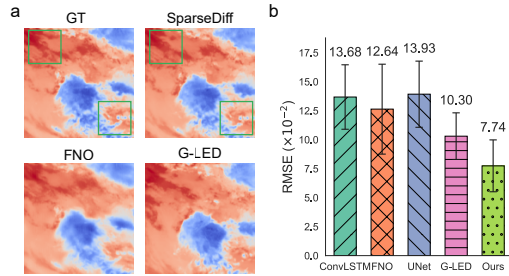 a
GT
SparseDiff
FNO
G-LED
b
RMSE (×10⁻²)
17.5
15.0
12.5
10.0
7.5
5.0
2.5
0.0
13.68
12.64
13.93
10.30
7.74
ConvLSTM
FNO
UNet
G-LED
Ours